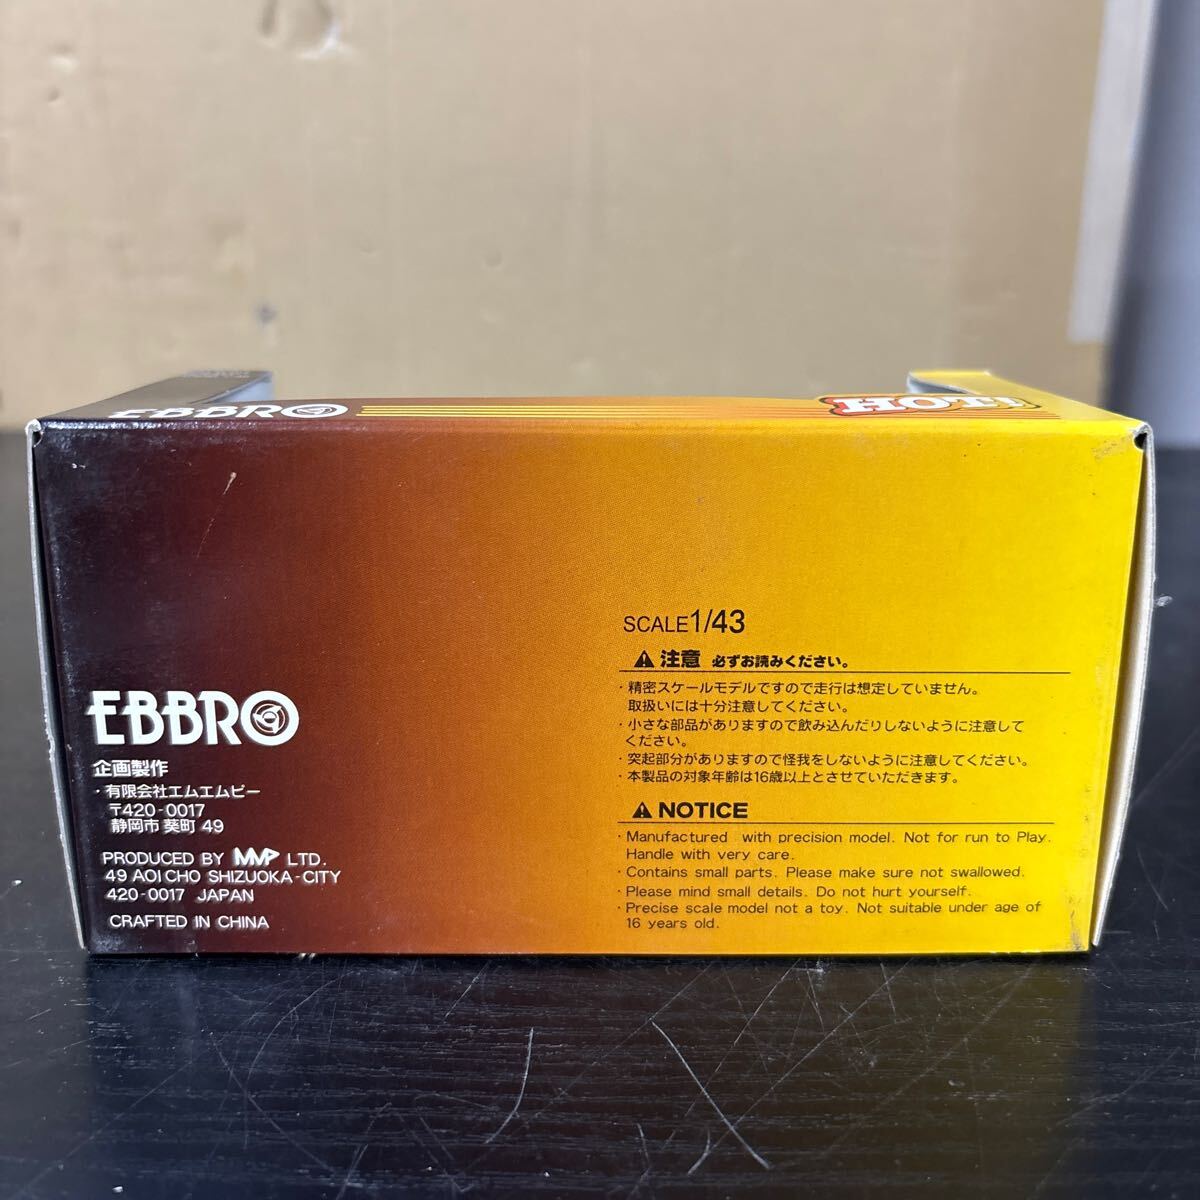 EBBRO
HOT!
EBBRO
企画製作
・有限会社エムエムピー
〒420-0017
静岡市 葵町 49
PRODUCED BY MMP LTD.
49 AOI CHO SHIZUOKA-CITY
420-0017 JAPAN
CRAFTED IN CHINA
SCALE1/43
注意 必ずお読みください。
・精密スケールモデルですので走行は想定していません。
取扱いには十分注意してください。
・小さな部品がありますので飲み込んだりしないように注意して
ください。
・突起部分がありますので怪我をしないように注意してください。
・本製品の対象年齢は16歳以上とさせていただきます。
NOTICE
・Manufactured with precision model. Not for run to Play.
Handle with very care.
・Contains small parts. Please make sure not swallowed.
・Please mind small details. Do not hurt yourself.
・Precise scale model not a toy. Not suitable under age of
16 years old.